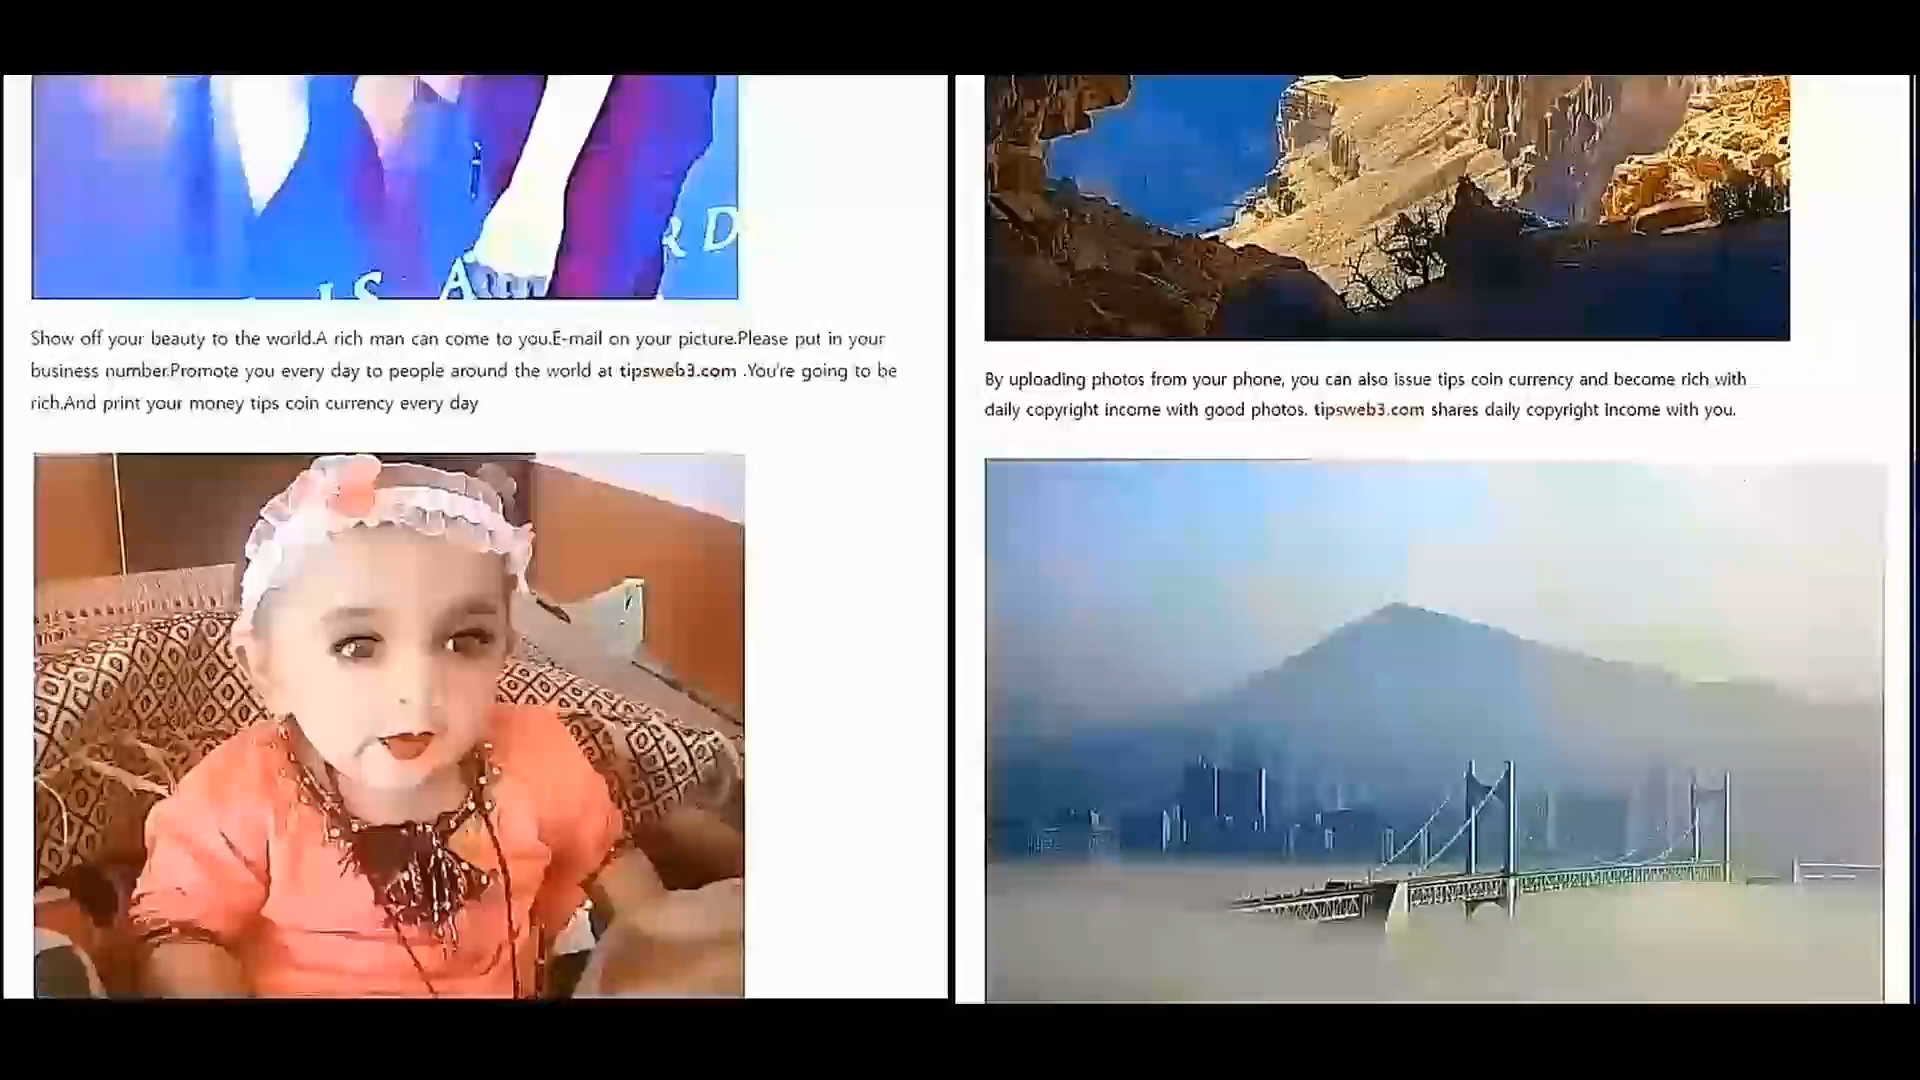 I S A R D
Show off your beauty to the world.A rich man can come to you.E-mail on your picture.Please put in your
business number.Promote you every day to people around the world at tipsweb3.com .You're going to be
rich.And print your money tips coin currency every day
By uploading photos from your phone, you can also issue tips coin currency and become rich with
daily copyright income with good photos. tipsweb3.com shares daily copyright income with you.